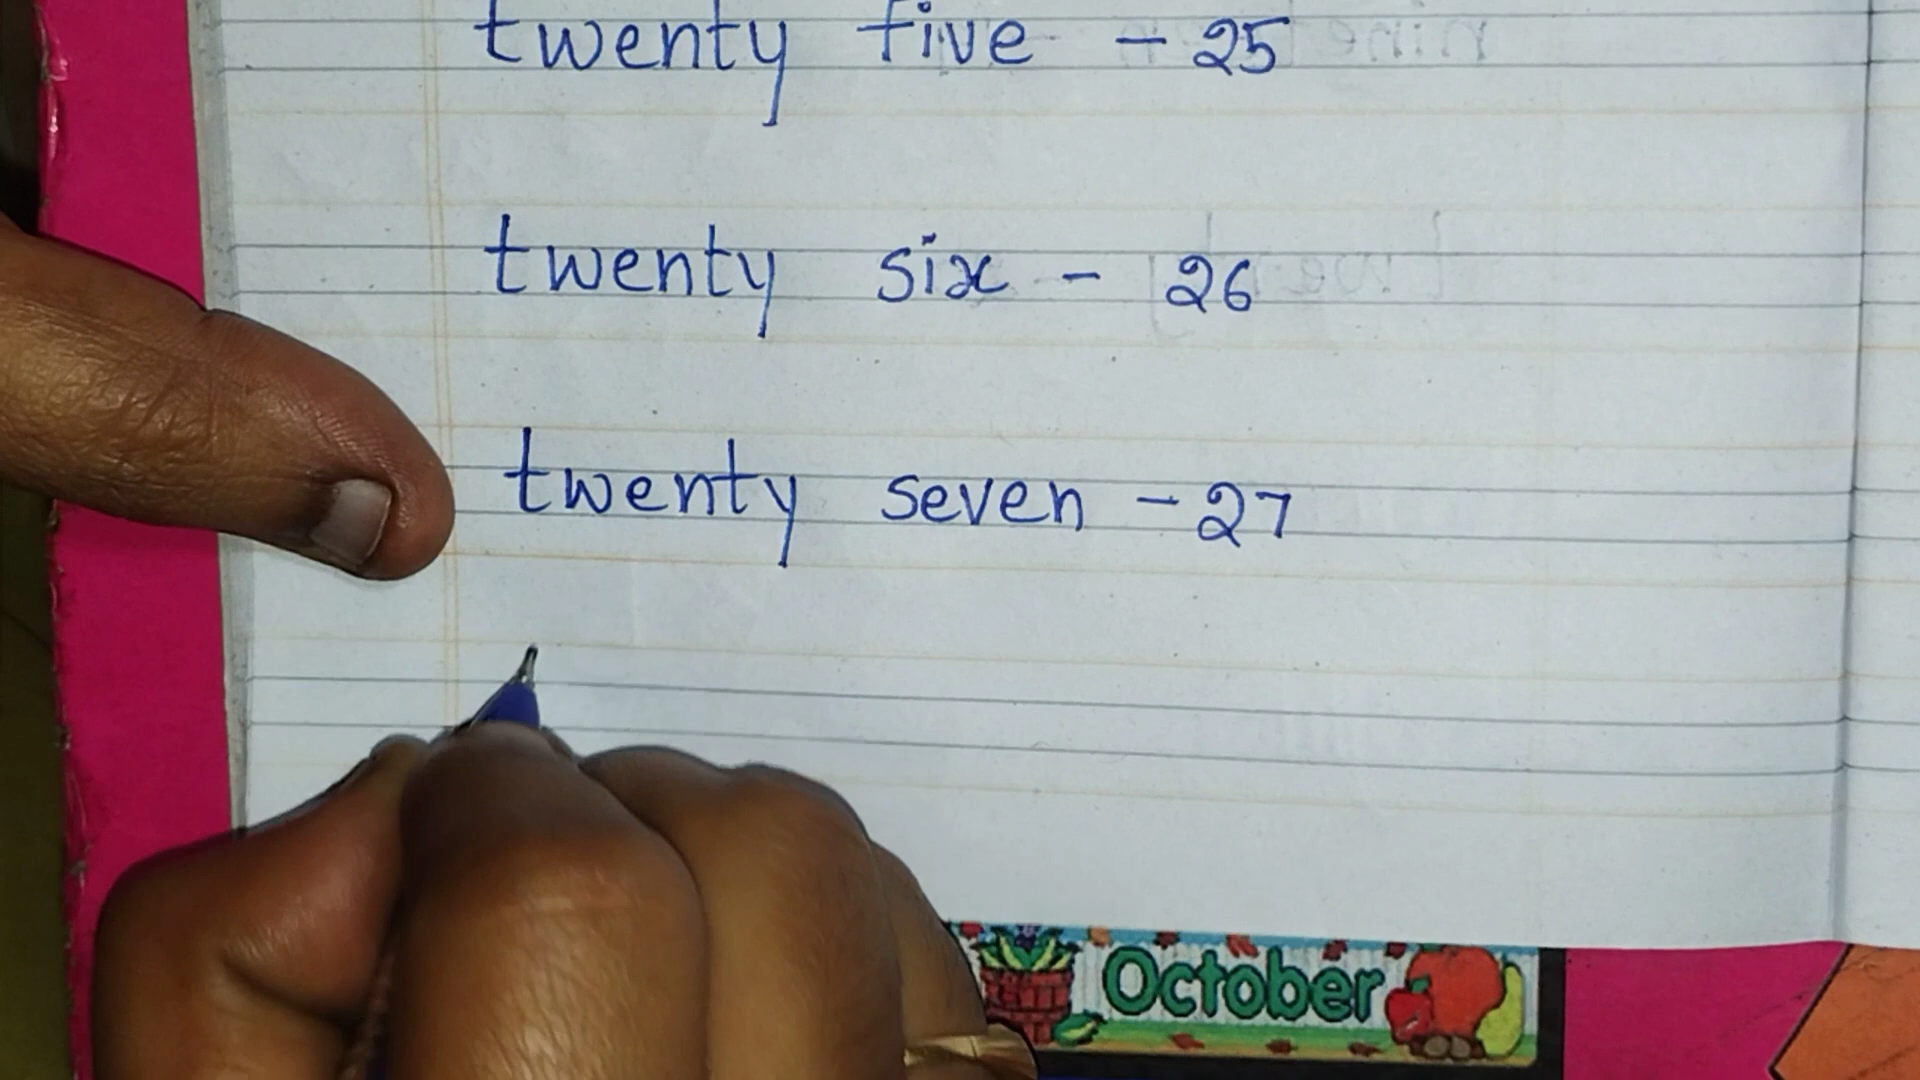 twenty five - 25
twenty six - 26
twenty seven - 27
October